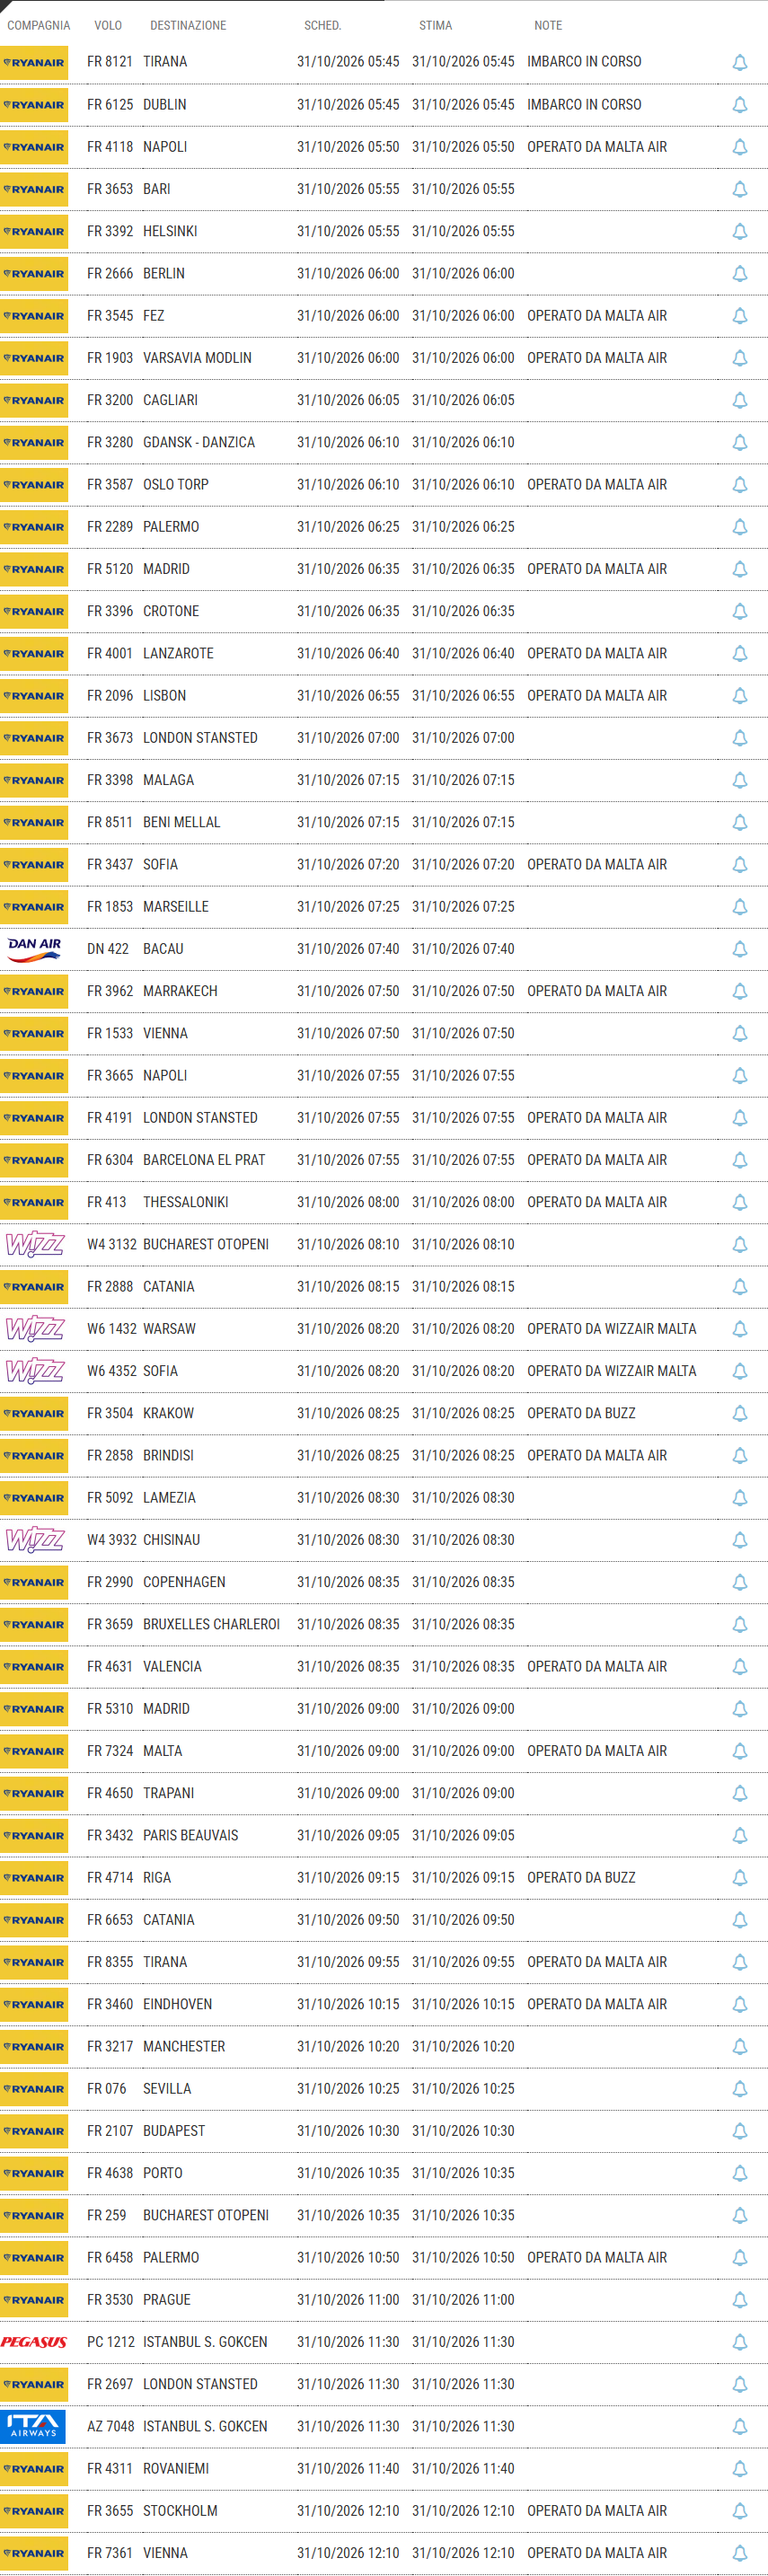 COMPAGNIA VOLO DESTINAZIONE SCHED. STIMA NOTE
RYANAIR FR 8121 TIRANA 31/10/2026 05:45 31/10/2026 05:45 IMBARCO IN CORSO
RYANAIR FR 6125 DUBLIN 31/10/2026 05:45 31/10/2026 05:45 IMBARCO IN CORSO
RYANAIR FR 4118 NAPOLI 31/10/2026 05:50 31/10/2026 05:50 OPERATO DA MALTA AIR
RYANAIR FR 3653 BARI 31/10/2026 05:55 31/10/2026 05:55
RYANAIR FR 3392 HELSINKI 31/10/2026 05:55 31/10/2026 05:55
RYANAIR FR 2666 BERLIN 31/10/2026 06:00 31/10/2026 06:00
RYANAIR FR 3545 FEZ 31/10/2026 06:00 31/10/2026 06:00 OPERATO DA MALTA AIR
RYANAIR FR 1903 VARSAVIA MODLIN 31/10/2026 06:00 31/10/2026 06:00 OPERATO DA MALTA AIR
RYANAIR FR 3200 CAGLIARI 31/10/2026 06:05 31/10/2026 06:05
RYANAIR FR 3280 GDANSK - DANZICA 31/10/2026 06:10 31/10/2026 06:10
RYANAIR FR 3587 OSLO TORP 31/10/2026 06:10 31/10/2026 06:10 OPERATO DA MALTA AIR
RYANAIR FR 2289 PALERMO 31/10/2026 06:25 31/10/2026 06:25
RYANAIR FR 5120 MADRID 31/10/2026 06:35 31/10/2026 06:35 OPERATO DA MALTA AIR
RYANAIR FR 3396 CROTONE 31/10/2026 06:35 31/10/2026 06:35
RYANAIR FR 4001 LANZAROTE 31/10/2026 06:40 31/10/2026 06:40 OPERATO DA MALTA AIR
RYANAIR FR 2096 LISBON 31/10/2026 06:55 31/10/2026 06:55 OPERATO DA MALTA AIR
RYANAIR FR 3673 LONDON STANSTED 31/10/2026 07:00 31/10/2026 07:00
RYANAIR FR 3398 MALAGA 31/10/2026 07:15 31/10/2026 07:15
RYANAIR FR 8511 BENI MELLAL 31/10/2026 07:15 31/10/2026 07:15
RYANAIR FR 3437 SOFIA 31/10/2026 07:20 31/10/2026 07:20 OPERATO DA MALTA AIR
RYANAIR FR 1853 MARSEILLE 31/10/2026 07:25 31/10/2026 07:25
DAN AIR DN 422 BACAU 31/10/2026 07:40 31/10/2026 07:40
RYANAIR FR 3962 MARRAKECH 31/10/2026 07:50 31/10/2026 07:50 OPERATO DA MALTA AIR
RYANAIR FR 1533 VIENNA 31/10/2026 07:50 31/10/2026 07:50
RYANAIR FR 3665 NAPOLI 31/10/2026 07:55 31/10/2026 07:55
RYANAIR FR 4191 LONDON STANSTED 31/10/2026 07:55 31/10/2026 07:55 OPERATO DA MALTA AIR
RYANAIR FR 6304 BARCELONA EL PRAT 31/10/2026 07:55 31/10/2026 07:55 OPERATO DA MALTA AIR
RYANAIR FR 413 THESSALONIKI 31/10/2026 08:00 31/10/2026 08:00 OPERATO DA MALTA AIR
WIZZ W4 3132 BUCHAREST OTOPENI 31/10/2026 08:10 31/10/2026 08:10
RYANAIR FR 2888 CATANIA 31/10/2026 08:15 31/10/2026 08:15
WIZZ W6 1432 WARSAW 31/10/2026 08:20 31/10/2026 08:20 OPERATO DA WIZZAIR MALTA
WIZZ W6 4352 SOFIA 31/10/2026 08:20 31/10/2026 08:20 OPERATO DA WIZZAIR MALTA
RYANAIR FR 3504 KRAKOW 31/10/2026 08:25 31/10/2026 08:25 OPERATO DA BUZZ
RYANAIR FR 2858 BRINDISI 31/10/2026 08:25 31/10/2026 08:25 OPERATO DA MALTA AIR
RYANAIR FR 5092 LAMEZIA 31/10/2026 08:30 31/10/2026 08:30
WIZZ W4 3932 CHISINAU 31/10/2026 08:30 31/10/2026 08:30
RYANAIR FR 2990 COPENHAGEN 31/10/2026 08:35 31/10/2026 08:35
RYANAIR FR 3659 BRUXELLES CHARLEROI 31/10/2026 08:35 31/10/2026 08:35
RYANAIR FR 4631 VALENCIA 31/10/2026 08:35 31/10/2026 08:35 OPERATO DA MALTA AIR
RYANAIR FR 5310 MADRID 31/10/2026 09:00 31/10/2026 09:00
RYANAIR FR 7324 MALTA 31/10/2026 09:00 31/10/2026 09:00 OPERATO DA MALTA AIR
RYANAIR FR 4650 TRAPANI 31/10/2026 09:00 31/10/2026 09:00
RYANAIR FR 3432 PARIS BEAUVAIS 31/10/2026 09:05 31/10/2026 09:05
RYANAIR FR 4714 RIGA 31/10/2026 09:15 31/10/2026 09:15 OPERATO DA BUZZ
RYANAIR FR 6653 CATANIA 31/10/2026 09:50 31/10/2026 09:50
RYANAIR FR 8355 TIRANA 31/10/2026 09:55 31/10/2026 09:55 OPERATO DA MALTA AIR
RYANAIR FR 3460 EINDHOVEN 31/10/2026 10:15 31/10/2026 10:15 OPERATO DA MALTA AIR
RYANAIR FR 3217 MANCHESTER 31/10/2026 10:20 31/10/2026 10:20
RYANAIR FR 076 SEVILLA 31/10/2026 10:25 31/10/2026 10:25
RYANAIR FR 2107 BUDAPEST 31/10/2026 10:30 31/10/2026 10:30
RYANAIR FR 4638 PORTO 31/10/2026 10:35 31/10/2026 10:35
RYANAIR FR 259 BUCHAREST OTOPENI 31/10/2026 10:35 31/10/2026 10:35
RYANAIR FR 6458 PALERMO 31/10/2026 10:50 31/10/2026 10:50 OPERATO DA MALTA AIR
RYANAIR FR 3530 PRAGUE 31/10/2026 11:00 31/10/2026 11:00
PEGASUS PC 1212 ISTANBUL S. GOKCEN 31/10/2026 11:30 31/10/2026 11:30
RYANAIR FR 2697 LONDON STANSTED 31/10/2026 11:30 31/10/2026 11:30
ITA AIRWAYS AZ 7048 ISTANBUL S. GOKCEN 31/10/2026 11:30 31/10/2026 11:30
RYANAIR FR 4311 ROVANIEMI 31/10/2026 11:40 31/10/2026 11:40
RYANAIR FR 3655 STOCKHOLM 31/10/2026 12:10 31/10/2026 12:10 OPERATO DA MALTA AIR
RYANAIR FR 7361 VIENNA 31/10/2026 12:10 31/10/2026 12:10 OPERATO DA MALTA AIR